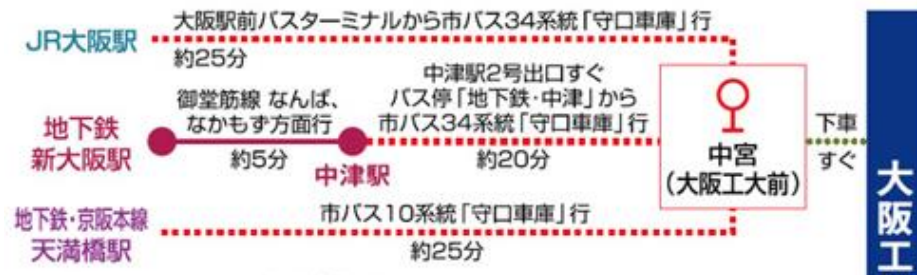 大阪駅前バスターミナルから市バス34系統「守口車庫」行
JR大阪駅
約25分
中津駅2号出口すぐ
御堂筋線 なんば、
バス停「地下鉄・中津」から
なかもず方面行
市バス34系統「守口車庫」行
地下鉄
新大阪駅
約5分
中津駅
約20分
中宮
(大阪工大前)
下車
すぐ
大阪工
市バス10系統「守口車庫」行
地下鉄・京阪本線
天満橋駅
約25分